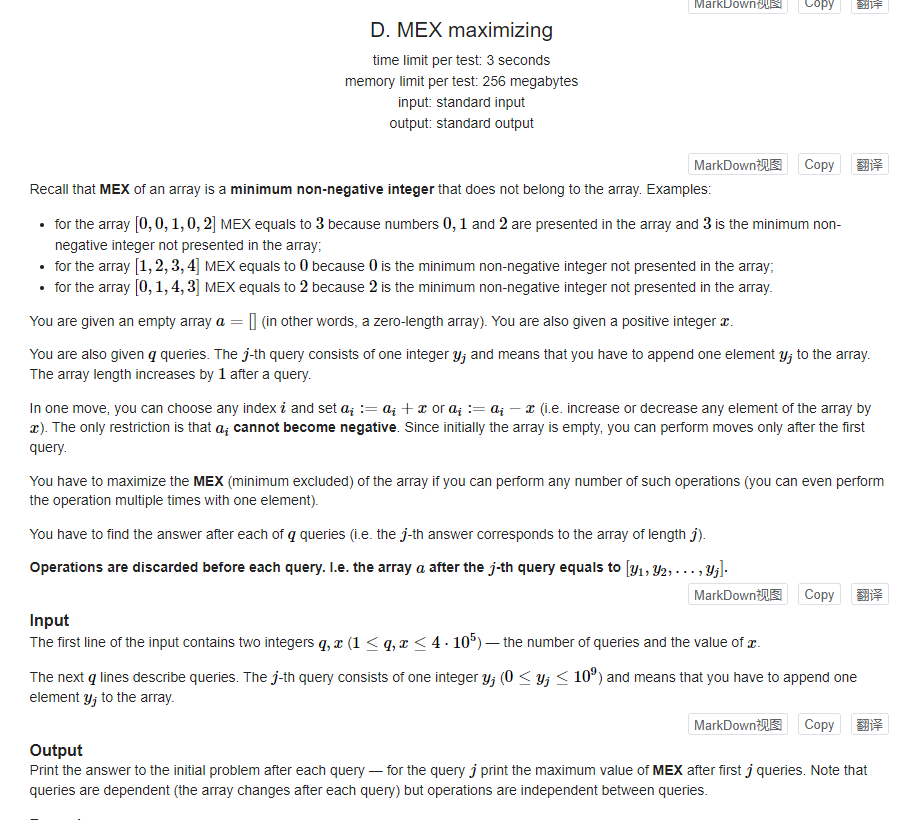 MarkDown视图 Copy 翻译
D. MEX maximizing
time limit per test: 3 seconds
memory limit per test: 256 megabytes
input: standard input
output: standard output
MarkDown视图 Copy 翻译
Recall that MEX of an array is a minimum non-negative integer that does not belong to the array. Examples:
• for the array [0, 0, 1, 0, 2] MEX equals to 3 because numbers 0, 1 and 2 are presented in the array and 3 is the minimum non-
negative integer not presented in the array;
• for the array [1, 2, 3, 4] MEX equals to 0 because 0 is the minimum non-negative integer not presented in the array;
• for the array [0, 1, 4, 3] MEX equals to 2 because 2 is the minimum non-negative integer not presented in the array.
You are given an empty array a = [] (in other words, a zero-length array). You are also given a positive integer x.
You are also given q queries. The j-th query consists of one integer y_j and means that you have to append one element y_j to the array.
The array length increases by 1 after a query.
In one move, you can choose any index i and set a_i := a_i + x or a_i := a_i − x (i.e. increase or decrease any element of the array by
x). The only restriction is that a_i cannot become negative. Since initially the array is empty, you can perform moves only after the first
query.
You have to maximize the MEX (minimum excluded) of the array if you can perform any number of such operations (you can even perform
the operation multiple times with one element).
You have to find the answer after each of q queries (i.e. the j-th answer corresponds to the array of length j).
Operations are discarded before each query. I.e. the array a after the j-th query equals to [y_1, y_2, . . . , y_j].
MarkDown视图 Copy 翻译
Input
The first line of the input contains two integers q, x (1 ≤ q, x ≤ 4 · 10^5) — the number of queries and the value of x.
The next q lines describe queries. The j-th query consists of one integer y_j (0 ≤ y_j ≤ 10^9) and means that you have to append one
element y_j to the array.
MarkDown视图 Copy 翻译
Output
Print the answer to the initial problem after each query — for the query j print the maximum value of MEX after first j queries. Note that
queries are dependent (the array changes after each query) but operations are independent between queries.